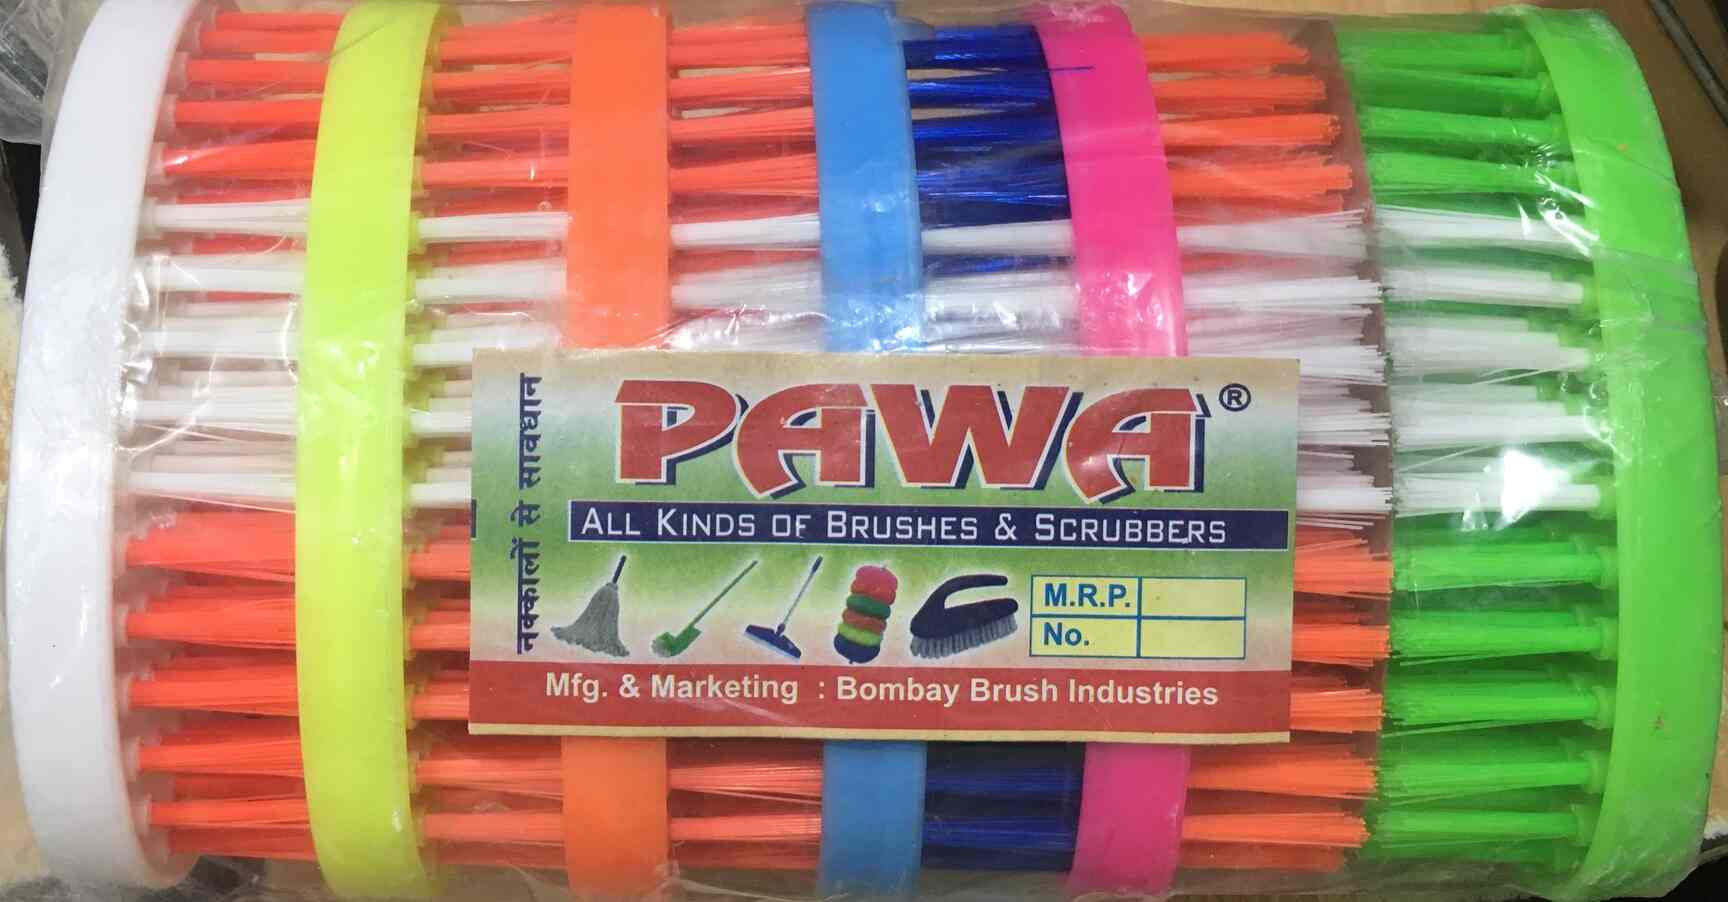 नक्कालों से सावधान
PAWA®
ALL KINDS OF BRUSHES & SCRUBBERS
M.R.P.
No.
Mfg. & Marketing : Bombay Brush Industries